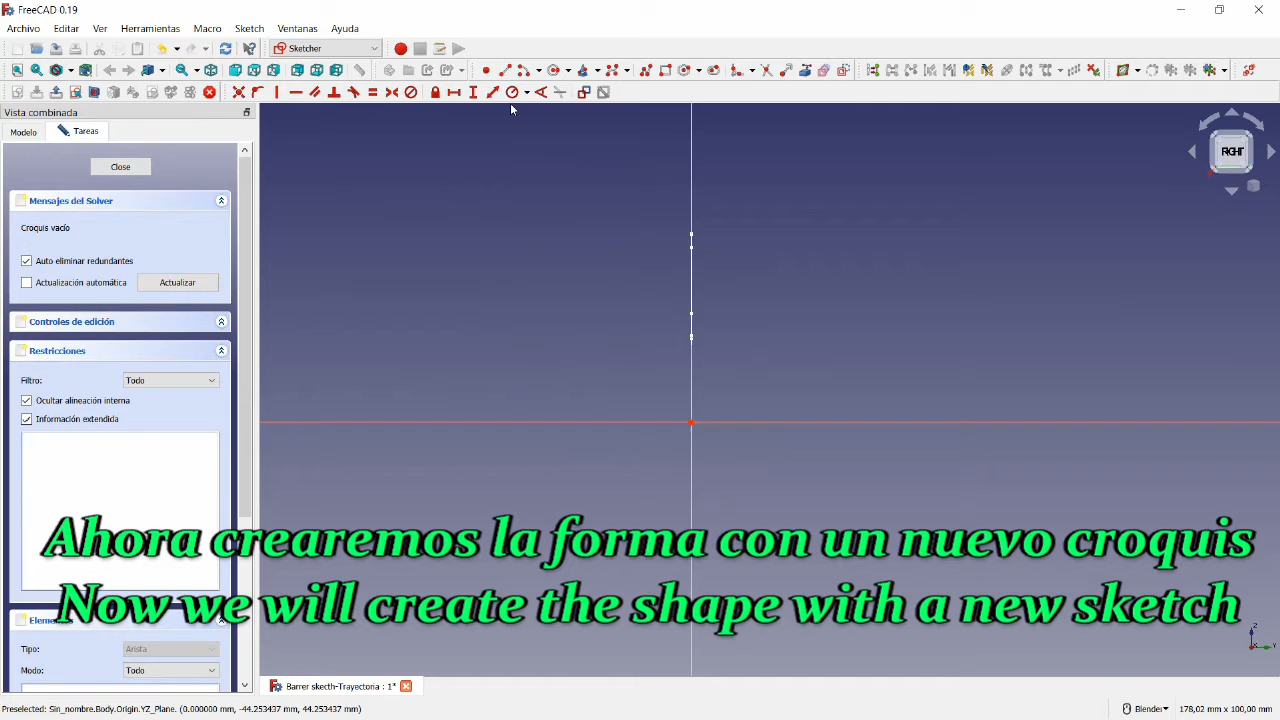 FreeCAD 0.19
Archivo Editar Ver Herramientas Macro Sketch Ventanas Ayuda
Sketcher
Vista combinada
Modelo Tareas
Close
Mensajes del Solver
Croquis vacío
Auto eliminar redundantes
Actualización automática Actualizar
Controles de edición
Restricciones
Filtro: Todo
Ocultar alineación interna
Información extendida
RIGHT
Ahora crearemos la forma con un nuevo croquis
Now we will create the shape with a new sketch
Elementos
Tipo: Arista
Modo: Todo
Z
Y
Barrer skecth-Trayectoria : 1*
Preselected: Sin_nombre.Body.Origin.YZ_Plane. (0.000000 mm, -44.253437 mm, 44.253437 mm)
Blender 178,02 mm x 100,00 mm